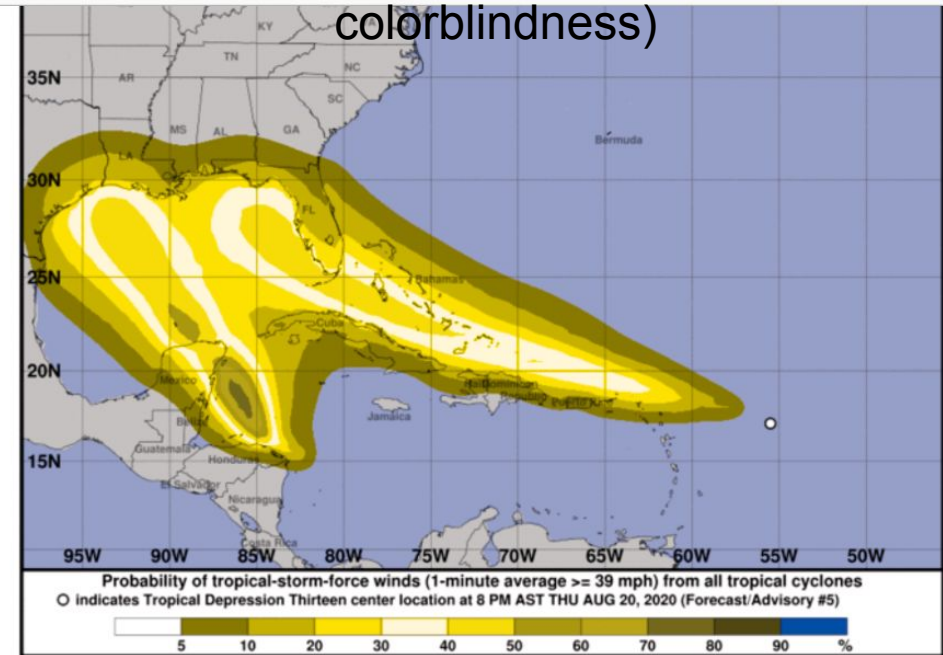 colorblindness)
KY
VA
35N
AR
TN
NC
SC
MS
AL
GA
LA
Bermuda
30N
FL
25N
Bahamas
Cuba
20N
Mexico
Jamaica
Belize
Guatemala
Honduras
15N
El Salvador
Nicaragua
Costa Rica
95W 90W 85W 80W 75W 70W 65W 60W 55W 50W
Probability of tropical-storm-force winds (1-minute average >= 39 mph) from all tropical cyclones
O indicates Tropical Depression Thirteen center location at 8 PM AST THU AUG 20, 2020 (Forecast/Advisory #5)
5 10 20 30 40 50 60 70 80 90 %